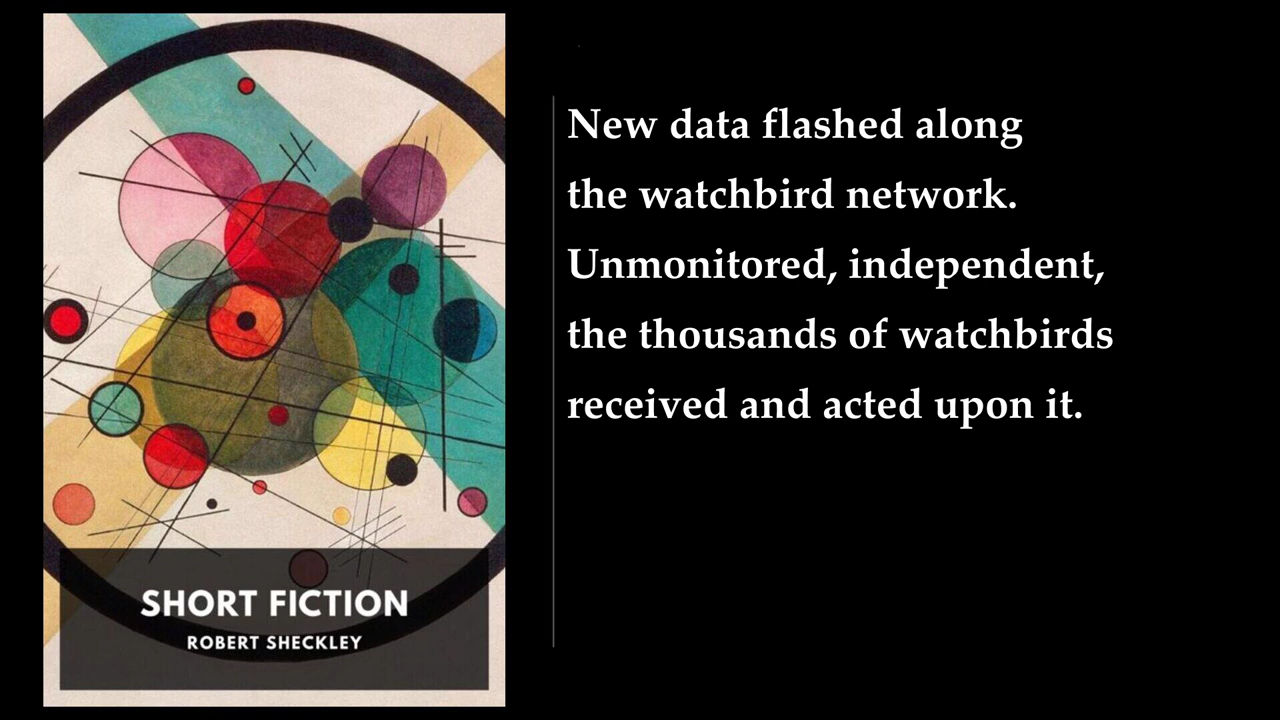 SHORT FICTION
ROBERT SHECKLEY
New data flashed along
the watchbird network.
Unmonitored, independent,
the thousands of watchbirds
received and acted upon it.